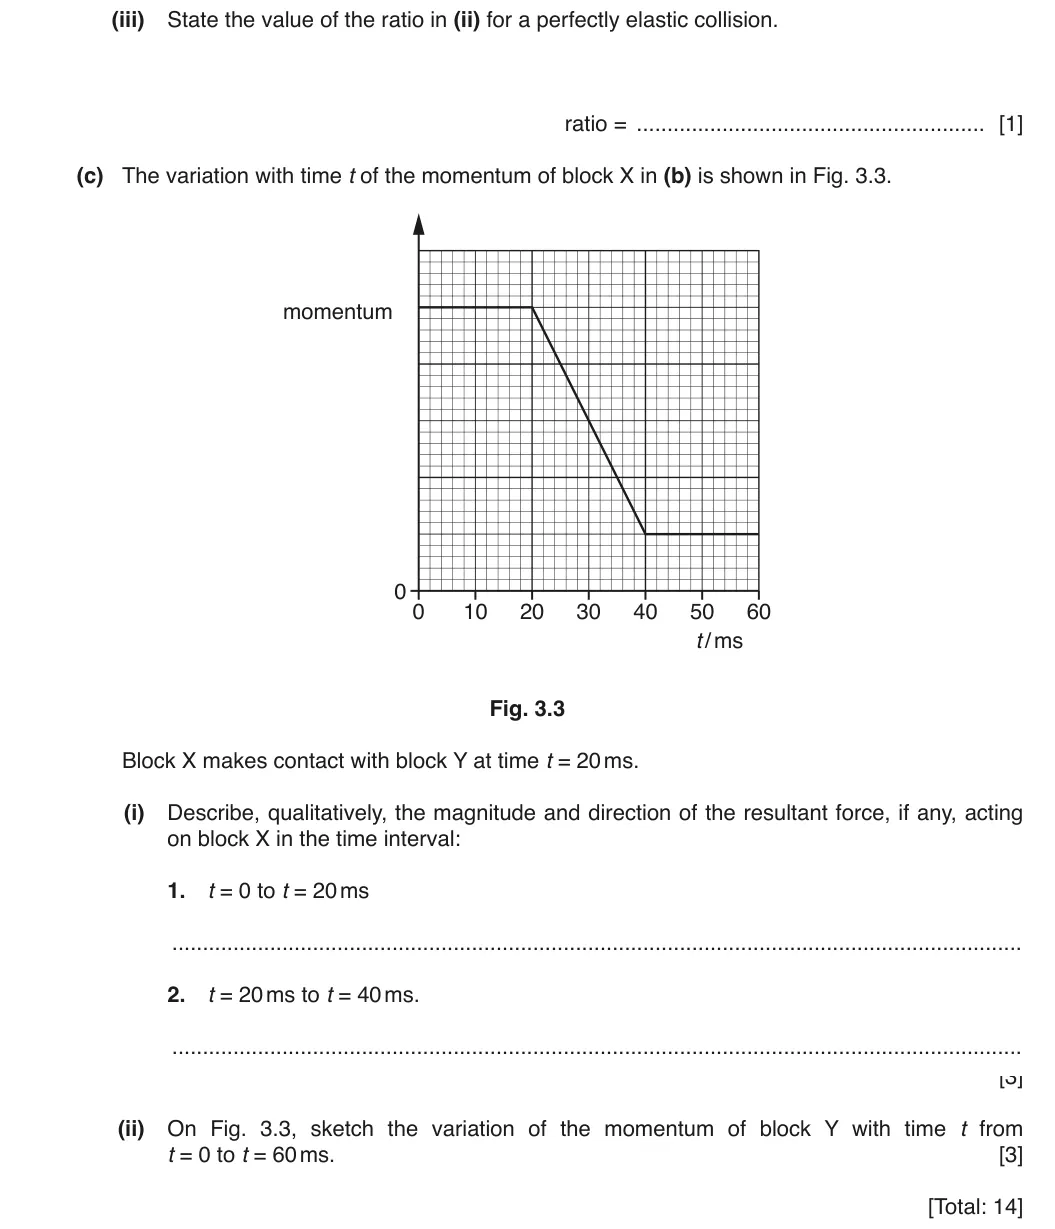 (iii) State the value of the ratio in (ii) for a perfectly elastic collision.
ratio = ......................................................... [1]
(c) The variation with time t of the momentum of block X in (b) is shown in Fig. 3.3.
momentum
0
0 10 20 30 40 50 60
t / ms
Fig. 3.3
Block X makes contact with block Y at time t = 20 ms.
(i) Describe, qualitatively, the magnitude and direction of the resultant force, if any, acting
on block X in the time interval:
1. t = 0 to t = 20 ms
...........................................................................................................................................
2. t = 20 ms to t = 40 ms.
...........................................................................................................................................
[3]
(ii) On Fig. 3.3, sketch the variation of the momentum of block Y with time t from
t = 0 to t = 60 ms. [3]
[Total: 14]